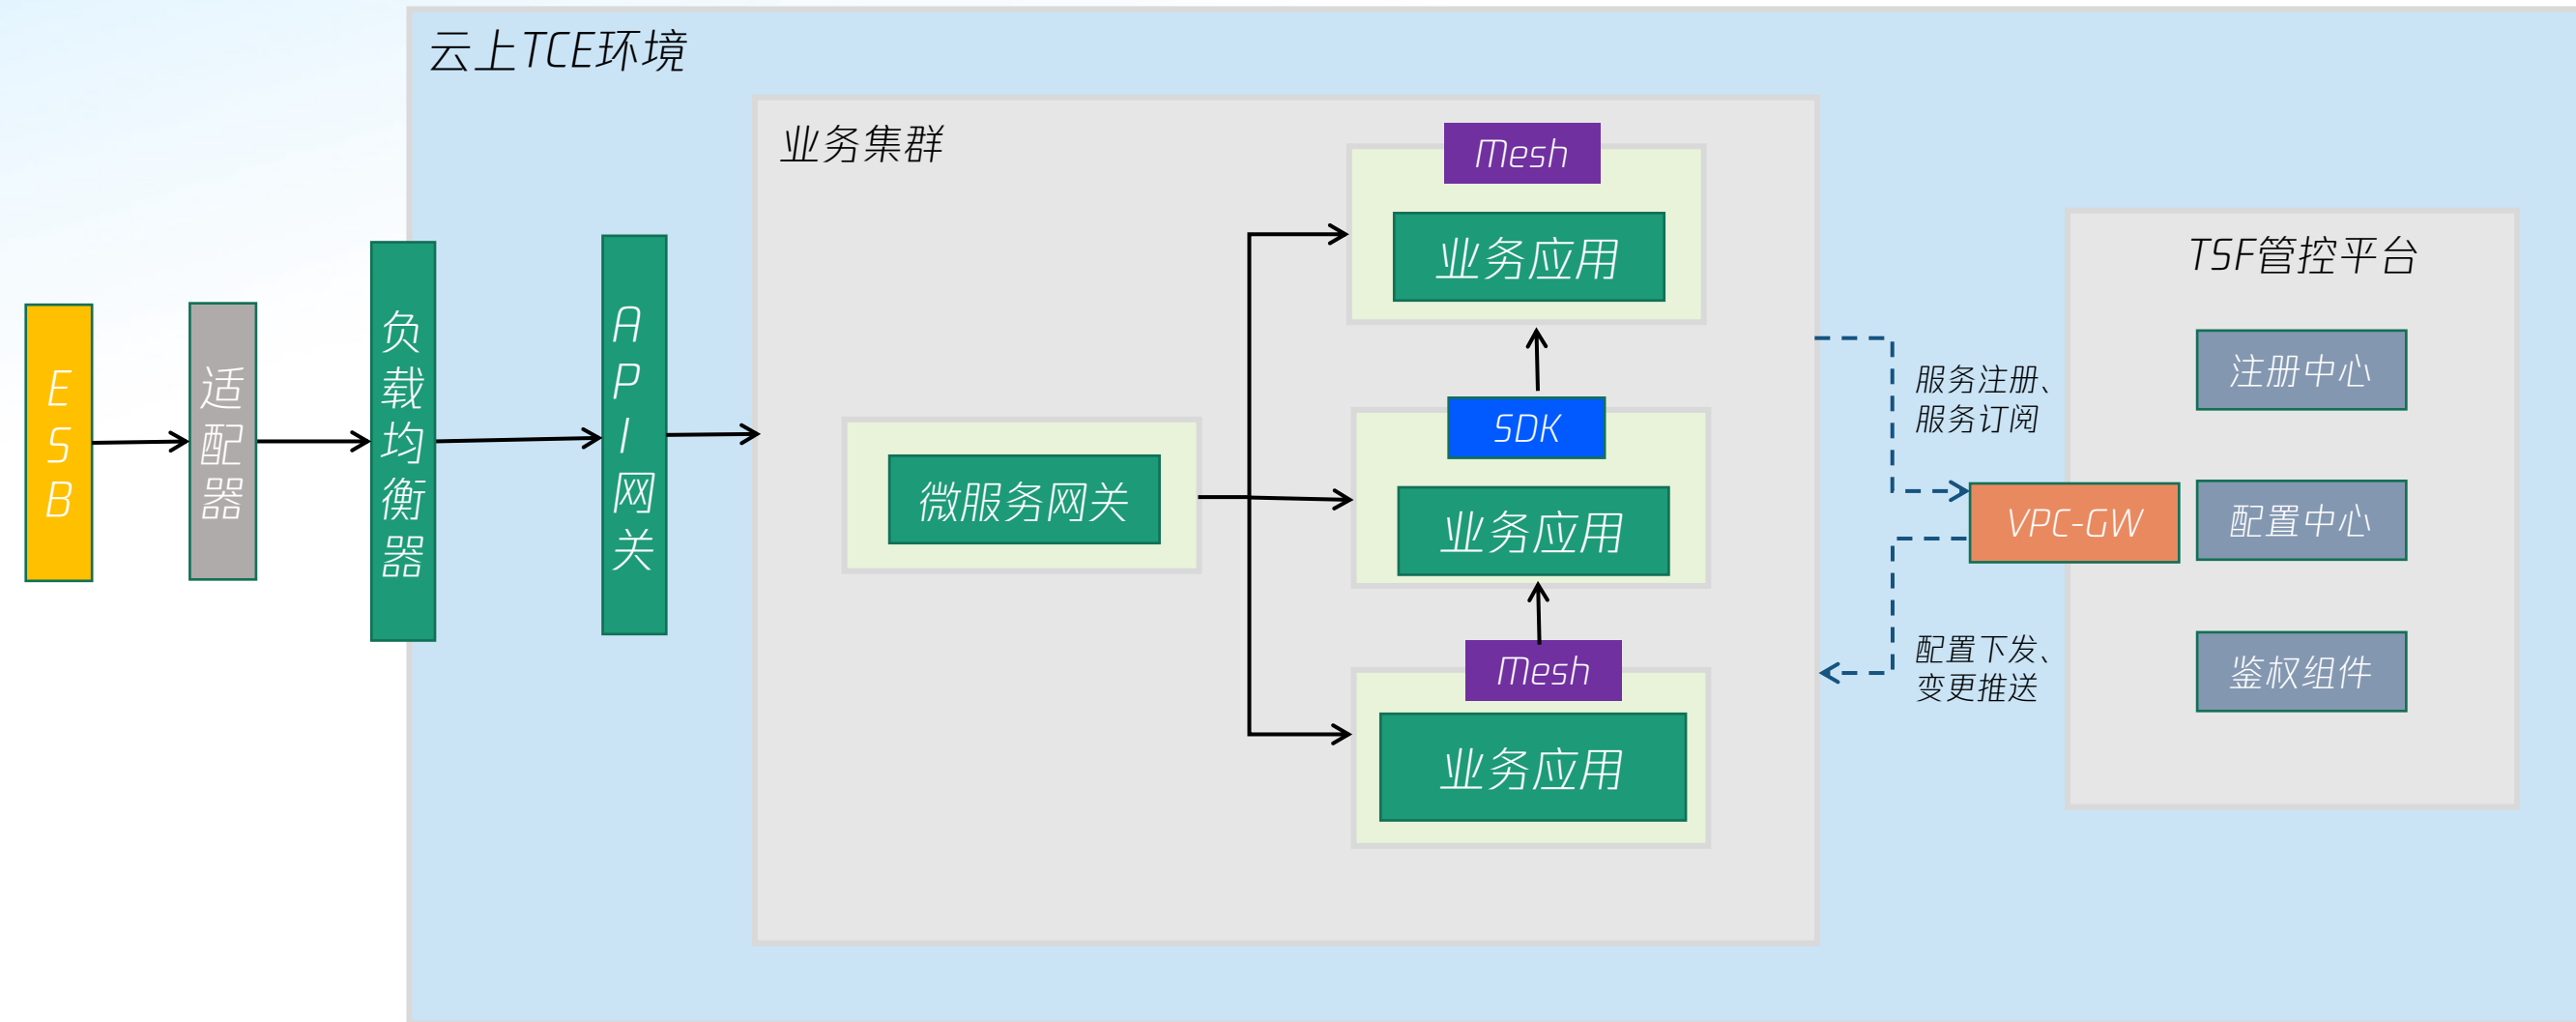 云上TCE环境
业务集群
Mesh
业务应用
TSF管控平台
ESB
适配器
负载均衡器
API网关
微服务网关
SDK
业务应用
Mesh
业务应用
服务注册、
服务订阅
VPC-GW
配置下发、
变更推送
注册中心
配置中心
鉴权组件